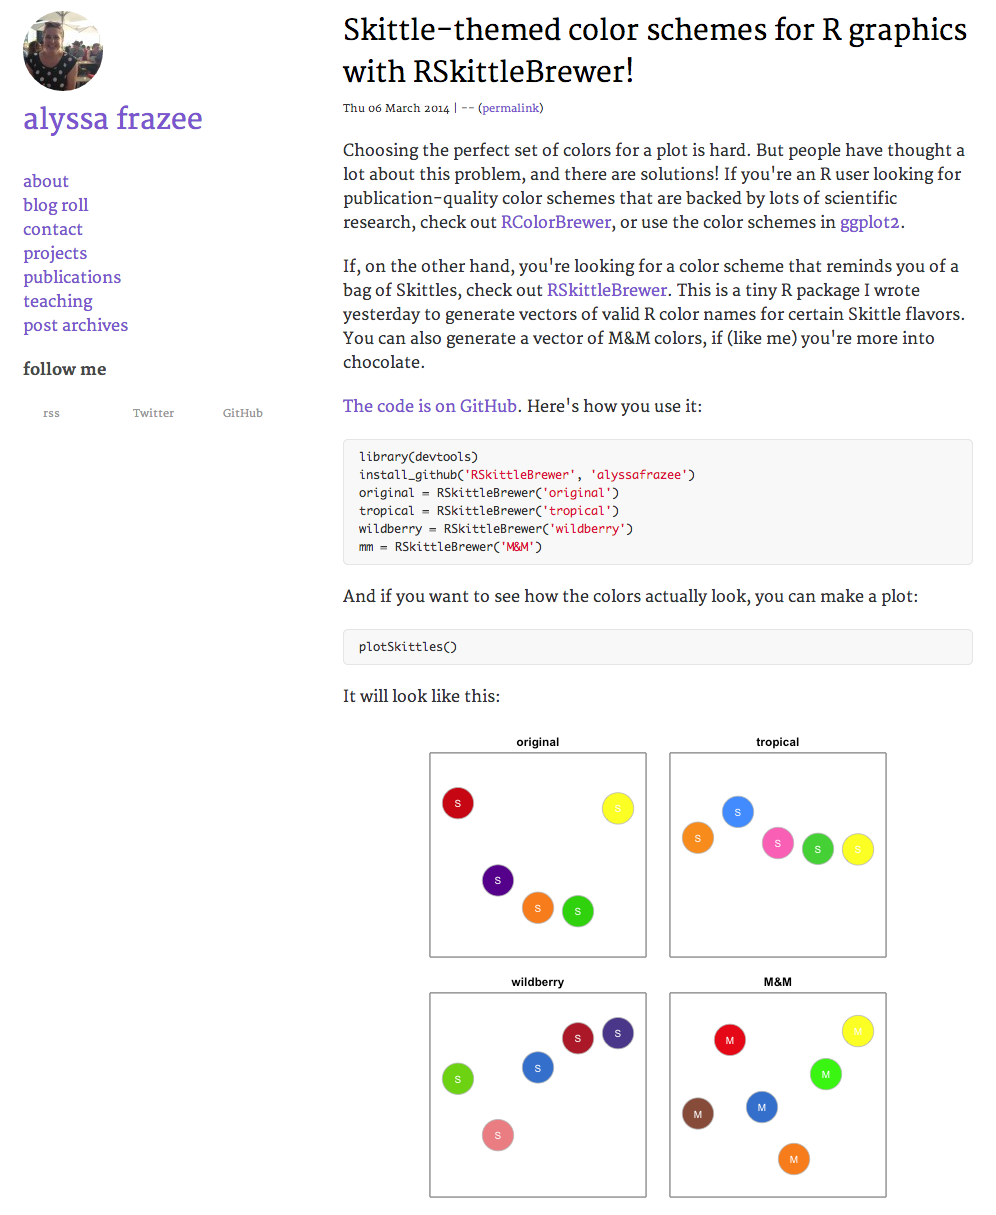 alyssa frazee
about
blog roll
contact
projects
publications
teaching
post archives
follow me
rss Twitter GitHub
Skittle-themed color schemes for R graphics
with RSkittleBrewer!
Thu 06 March 2014 | -- (permalink)
Choosing the perfect set of colors for a plot is hard. But people have thought a
lot about this problem, and there are solutions! If you're an R user looking for
publication-quality color schemes that are backed by lots of scientific
research, check out RColorBrewer, or use the color schemes in ggplot2.
If, on the other hand, you're looking for a color scheme that reminds you of a
bag of Skittles, check out RSkittleBrewer. This is a tiny R package I wrote
yesterday to generate vectors of valid R color names for certain Skittle flavors.
You can also generate a vector of M&M colors, if (like me) you're more into
chocolate.
The code is on GitHub. Here's how you use it:
library(devtools)
install_github('RSkittleBrewer', 'alyssafrazee')
original = RSkittleBrewer('original')
tropical = RSkittleBrewer('tropical')
wildberry = RSkittleBrewer('wildberry')
mm = RSkittleBrewer('M&M')
And if you want to see how the colors actually look, you can make a plot:
plotSkittles()
It will look like this:
original
S
S
S
S
S
tropical
S
S
S
S
S
wildberry
S
S
S
S
S
M&M
M
M
M
M
M
M